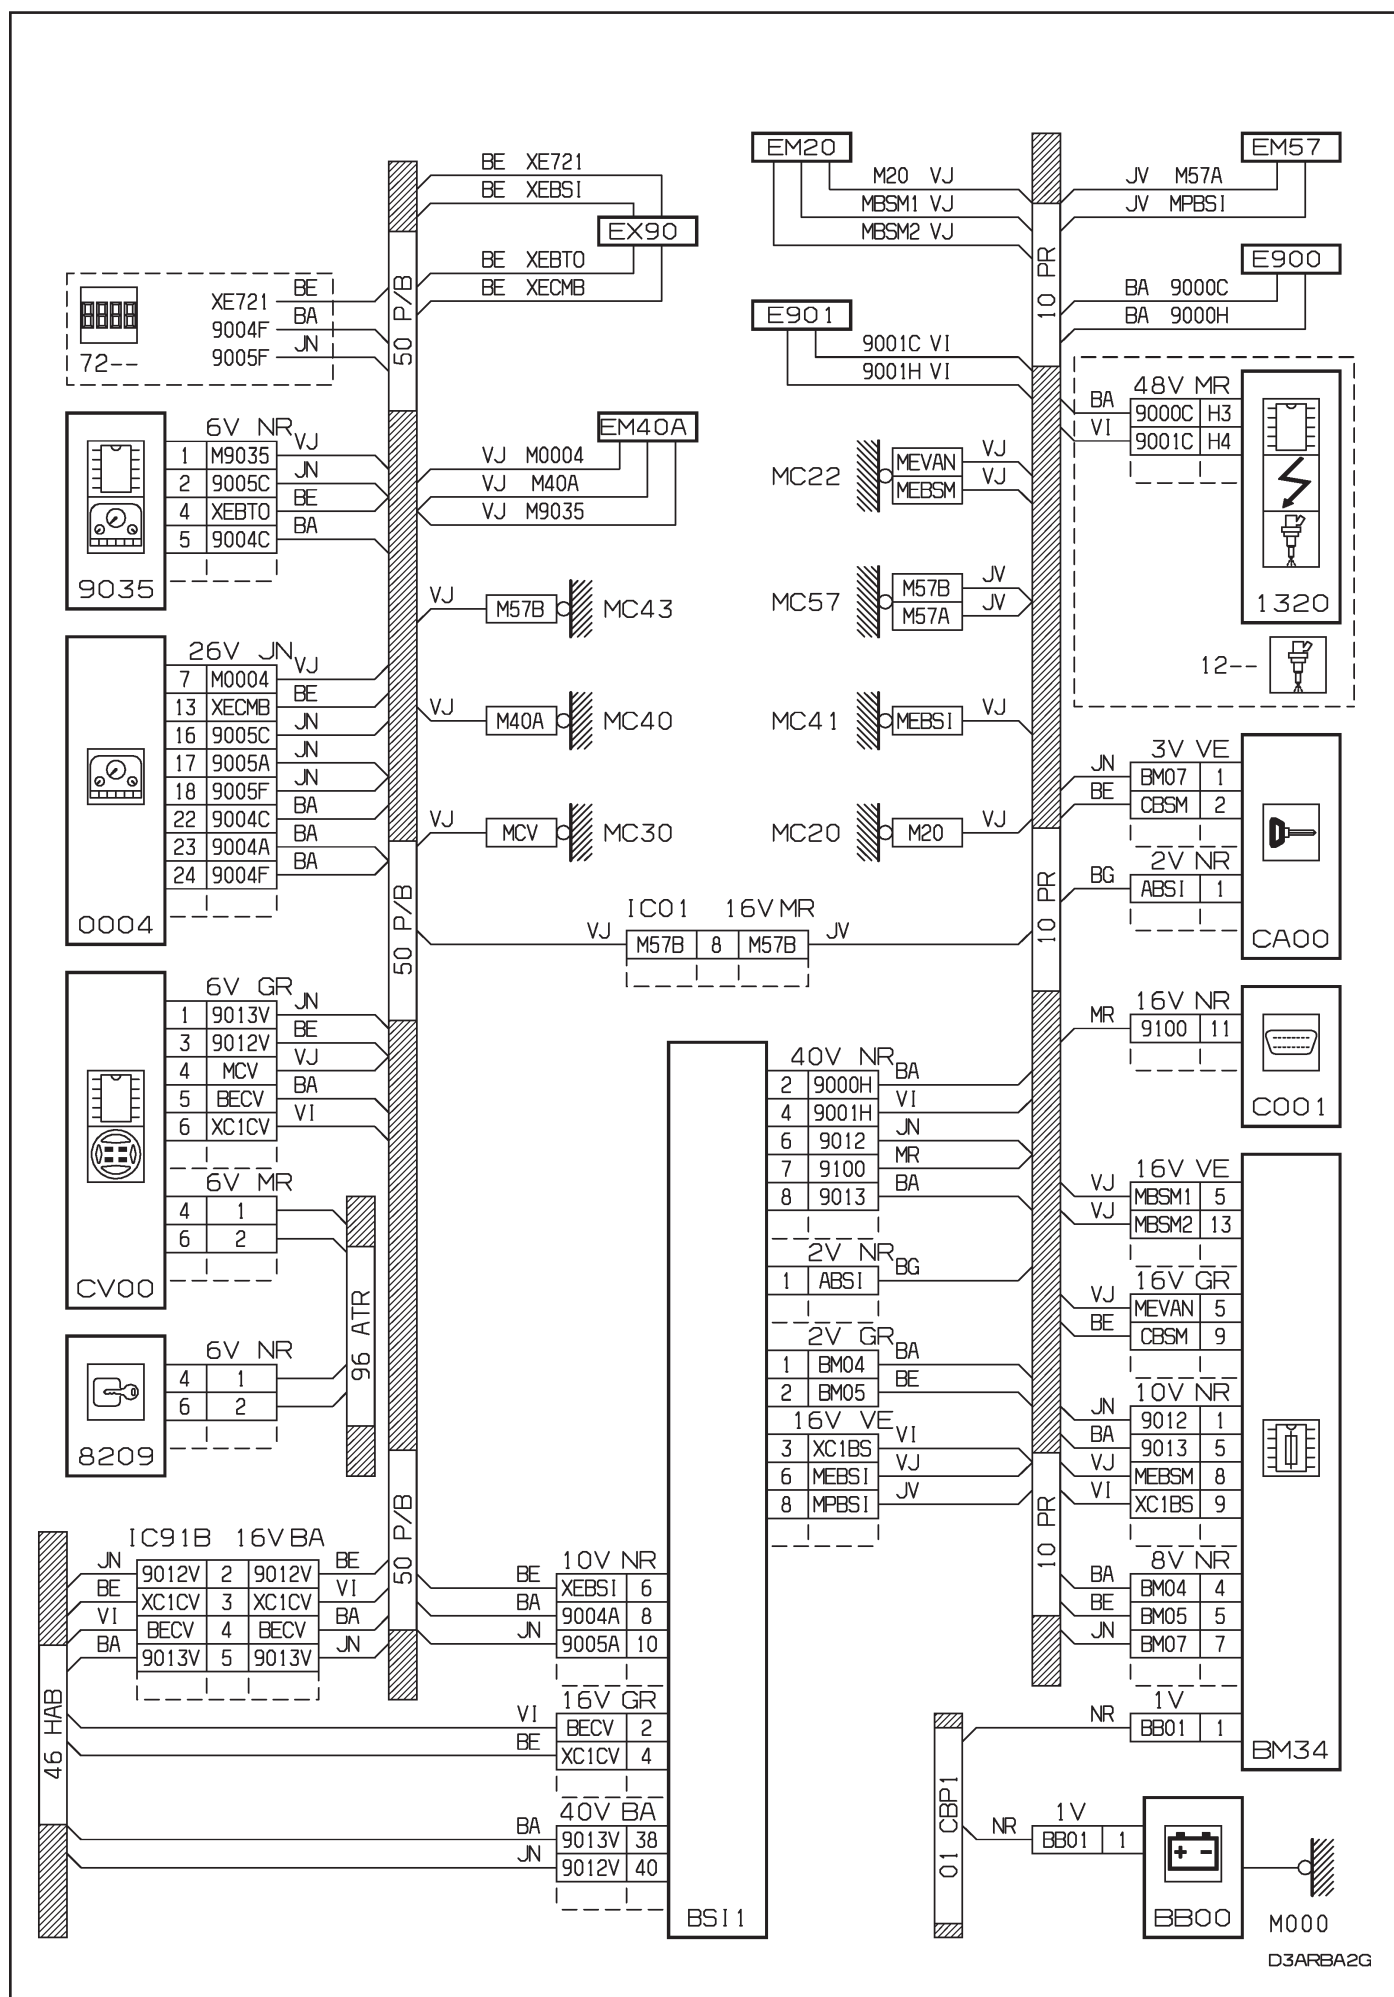 BE XE721
BE XEBSI
EX90
BE XEBTO
BE XECMB
50 P/B
XE721 BE
9004F BA
9005F JN
72--
6V NR
1 M9035 VJ
2 9005C JN
4 XEBTO BE
5 9004C BA
9035
EM40A
VJ M0004
VJ M40A
VJ M9035
VJ M57B MC43
26V JN
7 M0004 VJ
13 XECMB BE
16 9005C JN
17 9005A JN
18 9005F JN
22 9004C BA
23 9004A BA
24 9004F BA
0004
VJ M40A MC40
VJ MCV MC30
50 P/B
VJ IC01 16V MR JV
M57B 8 M57B
6V GR
1 9013V JN
3 9012V BE
4 MCV VJ
5 BECV BA
6 XC1CV VI
6V MR
4 1
6 2
CV00
96 ATR
6V NR
4 1
6 2
8209
50 P/B
IC91B 16V BA
JN 9012V 2 9012V BE
BE XC1CV 3 XC1CV VI
VI BECV 4 BECV BA
BA 9013V 5 9013V JN
46 HAB
EM20
M20 VJ
MBSM1 VJ
MBSM2 VJ
E901
9001C VI
9001H VI
10 PR
EM57
JV M57A
JV MPBSI
E900
BA 9000C
BA 9000H
48V MR
BA 9000C H3
VI 9001C H4
1320
12--
MC22 MEVAN VJ
MEBSM VJ
MC57 M57B JV
M57A JV
MC41 MEBSI VJ
MC20 M20 VJ
10 PR
3V VE
JN BM07 1
BE CBSM 2
2V NR
BG ABSI 1
CA00
16V NR
MR 9100 11
C001
40V NR
2 9000H BA
4 9001H VI
6 9012 JN
7 9100 MR
8 9013 BA
2V NR
1 ABSI BG
2V GR
1 BM04 BA
2 BM05 BE
16V VE
3 XC1BS VI
6 MEBSI VJ
8 MPBSI JV
10V NR
BE XEBSI 6
BA 9004A 8
JN 9005A 10
16V GR
VI BECV 2
BE XC1CV 4
40V BA
BA 9013V 38
JN 9012V 40
BSI1
10 PR
16V VE
VJ MBSM1 5
VJ MBSM2 13
16V GR
VJ MEVAN 5
BE CBSM 9
10V NR
JN 9012 1
BA 9013 5
VJ MEBSM 8
VI XC1BS 9
8V NR
BA BM04 4
BE BM05 5
JN BM07 7
1V
NR BB01 1
BM34
01 CBP1
1V
NR BB01 1
BB00
M000
D3ARBA2G